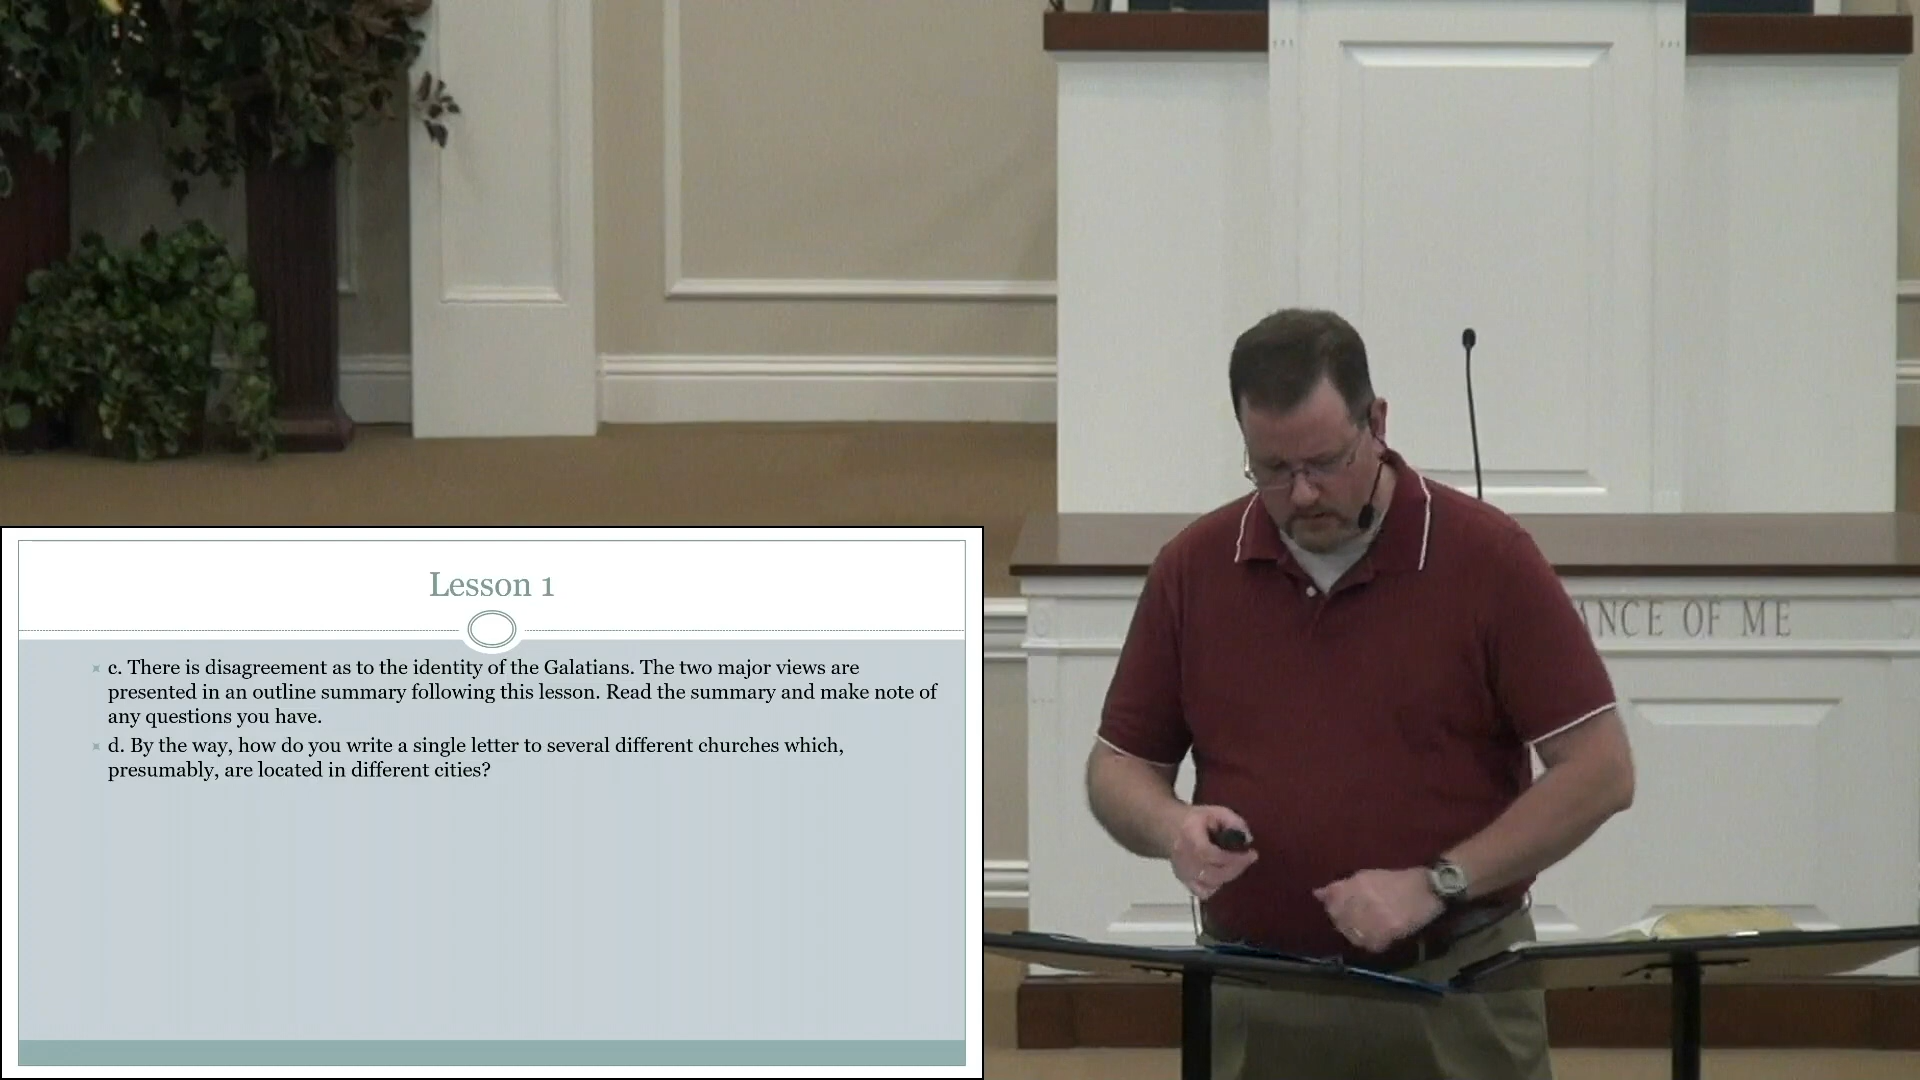 Lesson 1
c. There is disagreement as to the identity of the Galatians. The two major views are
presented in an outline summary following this lesson. Read the summary and make note of
any questions you have.
d. By the way, how do you write a single letter to several different churches which,
presumably, are located in different cities?
ANCE OF ME